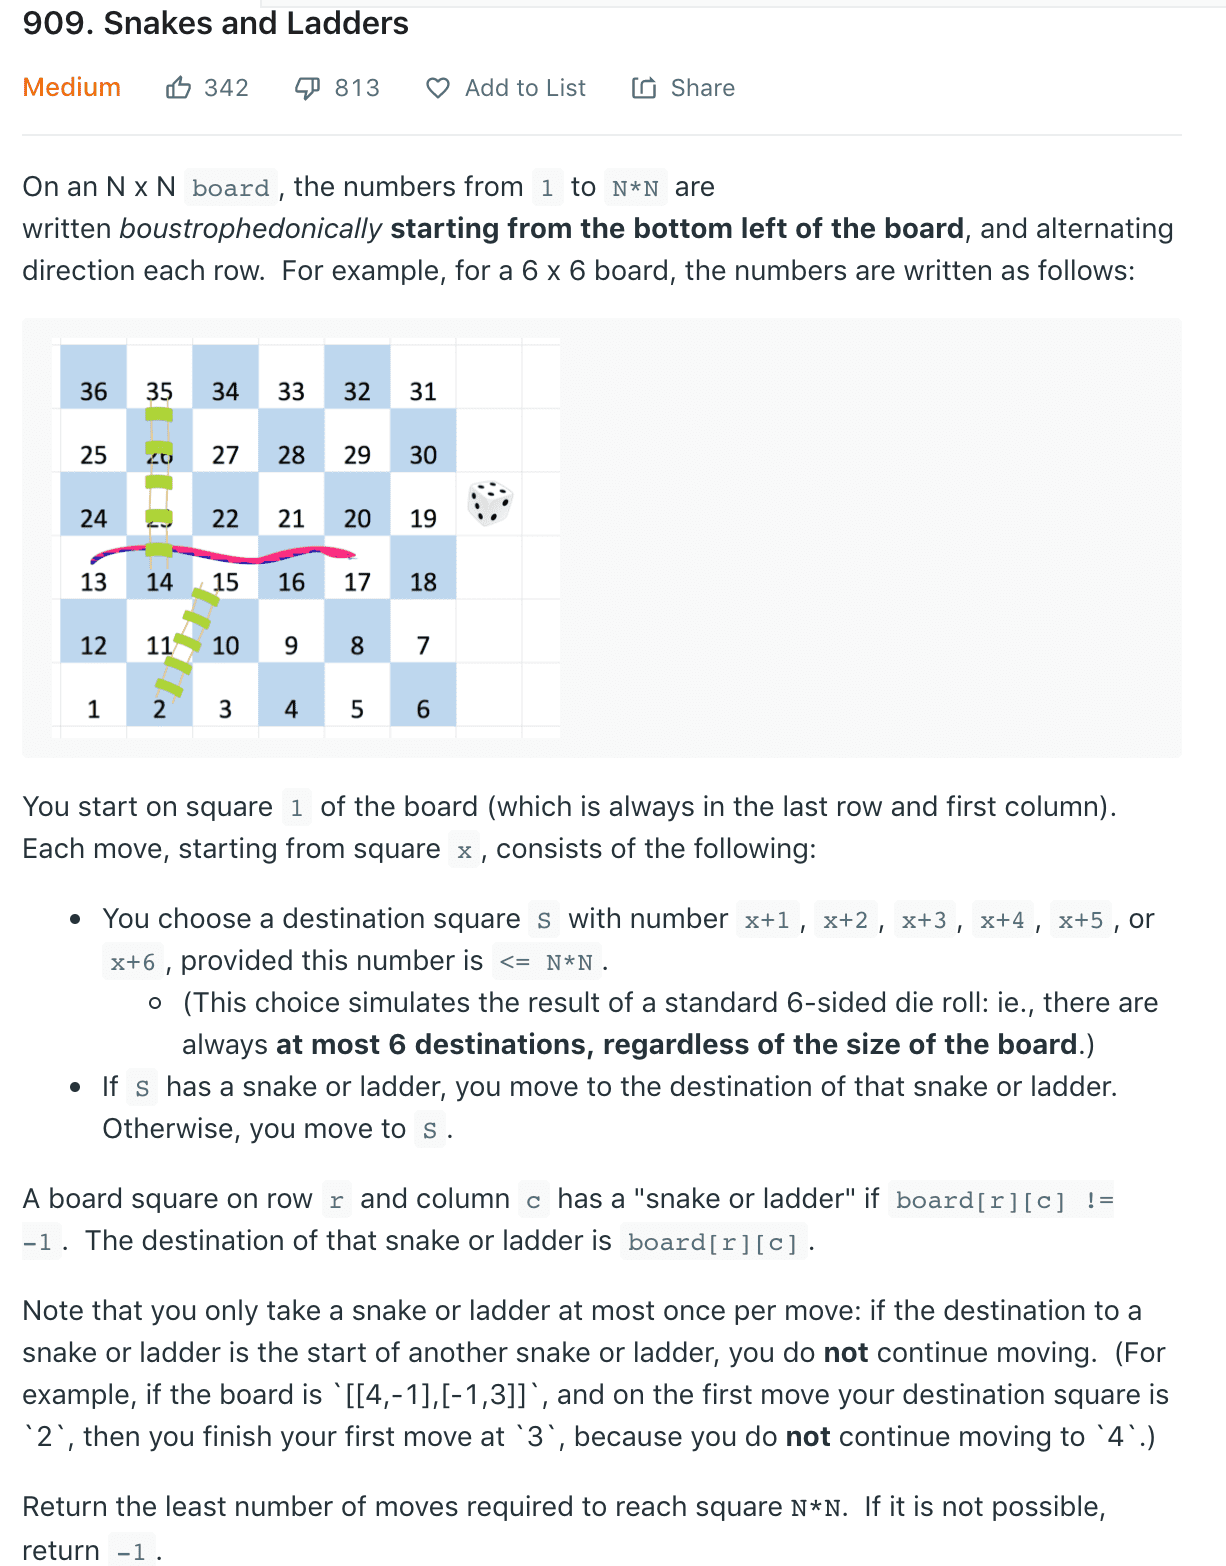 909. Snakes and Ladders
Medium 342 813 Add to List Share
On an N x N board , the numbers from 1 to N*N are
written boustrophedonically starting from the bottom left of the board, and alternating
direction each row.  For example, for a 6 x 6 board, the numbers are written as follows:
36 35 34 33 32 31
25 26 27 28 29 30
24 23 22 21 20 19
13 14 15 16 17 18
12 11 10 9 8 7
1 2 3 4 5 6
You start on square 1 of the board (which is always in the last row and first column).
Each move, starting from square x , consists of the following:
• You choose a destination square S with number x+1 , x+2 , x+3 , x+4 , x+5 , or
x+6 , provided this number is <= N*N .
○ (This choice simulates the result of a standard 6-sided die roll: ie., there are
always at most 6 destinations, regardless of the size of the board.)
• If S has a snake or ladder, you move to the destination of that snake or ladder.
Otherwise, you move to S .
A board square on row r and column c has a "snake or ladder" if board[r][c] !=
-1 .  The destination of that snake or ladder is board[r][c] .
Note that you only take a snake or ladder at most once per move: if the destination to a
snake or ladder is the start of another snake or ladder, you do not continue moving.  (For
example, if the board is `[[4,-1],[-1,3]]`, and on the first move your destination square is
`2`, then you finish your first move at `3`, because you do not continue moving to `4`.)
Return the least number of moves required to reach square N*N.  If it is not possible,
return -1 .